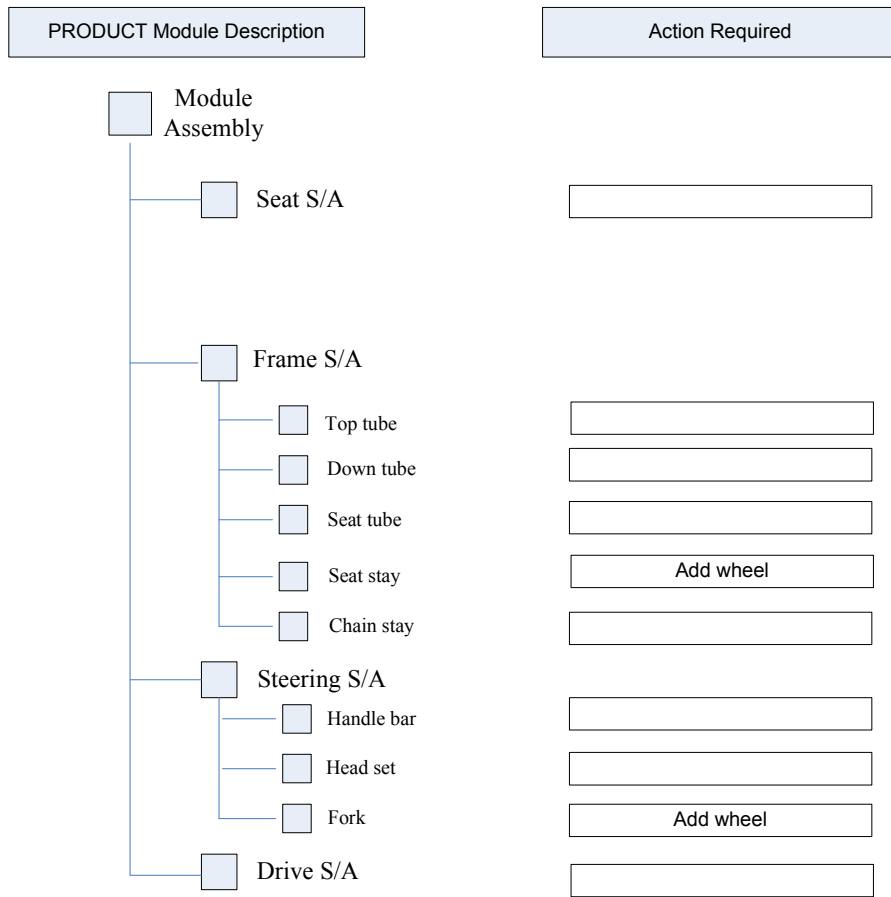 PRODUCT Module Description
Action Required
Module
Assembly
Seat S/A
Frame S/A
Top tube
Down tube
Seat tube
Seat stay
Add wheel
Chain stay
Steering S/A
Handle bar
Head set
Fork
Add wheel
Drive S/A